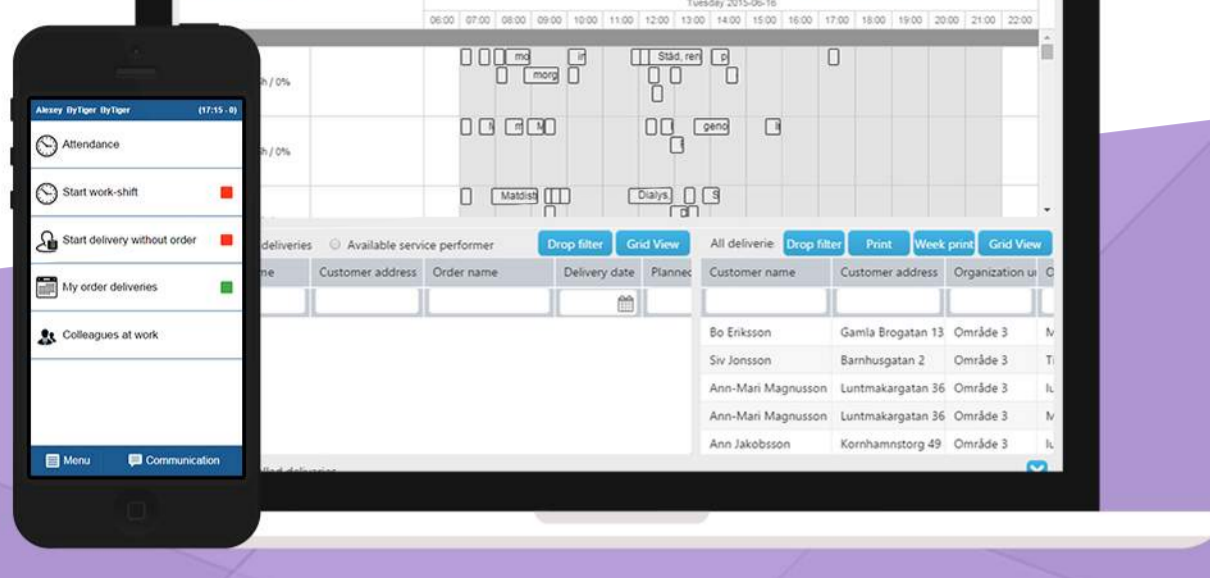 Alexey ByTiger ByTiger (17:15 - 0)
Attendance
Start work-shift
Start delivery without order
My order deliveries
Colleagues at work
Menu Communication
Tuesday 2015-06-16
06:00 07:00 08:00 09:00 10:00 11:00 12:00 13:00 14:00 15:00 16:00 17:00 18:00 19:00 20:00 21:00 22:00
mo in Städ, ren p
h / 0% morg
m geno
h / 0%
Matdist Dialys, S
deliveries Available service performer Drop filter Grid View
me Customer address Order name Delivery date Planned
All deliverie Drop filter Print Week print Grid View
Customer name Customer address Organization u
Bo Eriksson Gamla Brogatan 13 Område 3
Siv Jonsson Barnhusgatan 2 Område 3
Ann-Mari Magnusson Luntmakargatan 36 Område 3
Ann-Mari Magnusson Luntmakargatan 36 Område 3
Ann Jakobsson Kornhamnstorg 49 Område 3